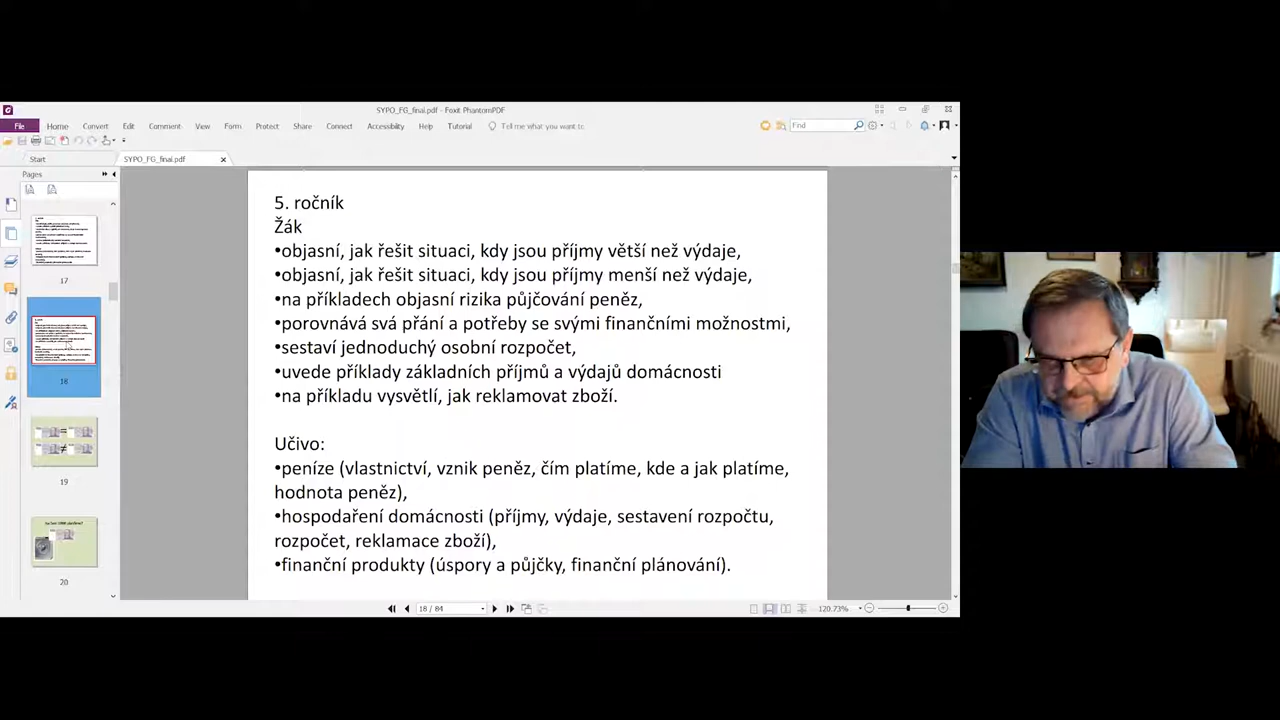 SYPO_FG_final.pdf - Foxit PhantomPDF
File Home Convert Edit Comment View Form Protect Share Connect Accessibility Help Tutorial Tell me what you want to. Find
Start SYPO_FG_final.pdf
Pages
17
18
19
20
5. ročník
Žák
•objasní, jak řešit situaci, kdy jsou příjmy větší než výdaje,
•objasní, jak řešit situaci, kdy jsou příjmy menší než výdaje,
•na příkladech objasní rizika půjčování peněz,
•porovnává svá přání a potřeby se svými finančními možnostmi,
•sestaví jednoduchý osobní rozpočet,
•uvede příklady základních příjmů a výdajů domácnosti
•na příkladu vysvětlí, jak reklamovat zboží.
Učivo:
•peníze (vlastnictví, vznik peněz, čím platíme, kde a jak platíme,
hodnota peněz),
•hospodaření domácnosti (příjmy, výdaje, sestavení rozpočtu,
rozpočet, reklamace zboží),
•finanční produkty (úspory a půjčky, finanční plánování).
18 / 84
120.73%